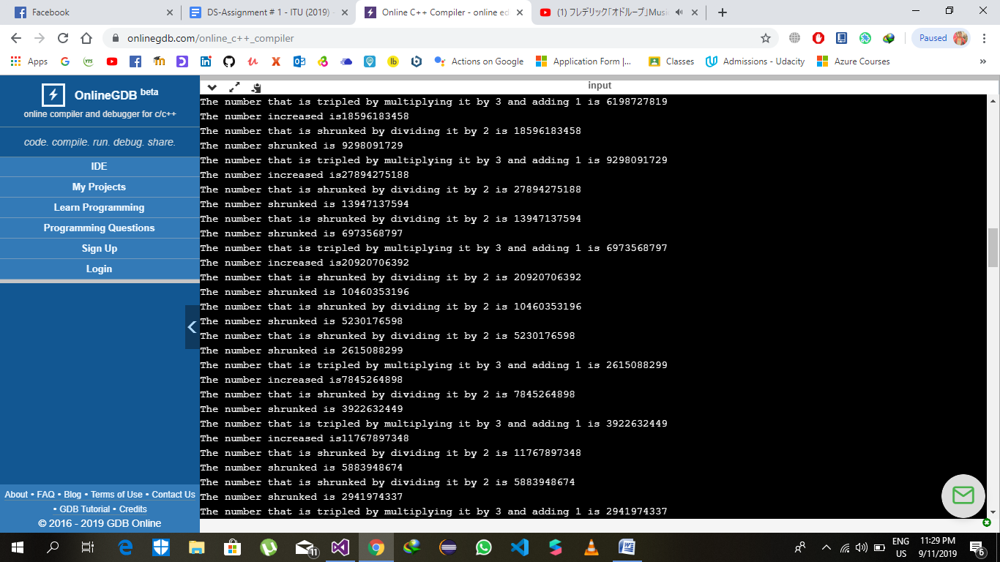 Facebook
DS-Assignment # 1 - ITU (2019) -
Online C++ Compiler - online ed
(1) フレデリック「オドループ」Musi
onlinegdb.com/online_c++_compiler
Paused
Apps
Actions on Google
Application Form |...
Classes
Admissions - Udacity
Azure Courses
»
OnlineGDB beta
online compiler and debugger for c/c++
code. compile. run. debug. share.
IDE
My Projects
Learn Programming
Programming Questions
Sign Up
Login
About • FAQ • Blog • Terms of Use • Contact Us
• GDB Tutorial • Credits
© 2016 - 2019 GDB Online
input
The number that is tripled by multiplying it by 3 and adding 1 is 6198727819
The number increased is18596183458
The number that is shrunked by dividing it by 2 is 18596183458
The number shrunked is 9298091729
The number that is tripled by multiplying it by 3 and adding 1 is 9298091729
The number increased is27894275188
The number that is shrunked by dividing it by 2 is 27894275188
The number shrunked is 13947137594
The number that is shrunked by dividing it by 2 is 13947137594
The number shrunked is 6973568797
The number that is tripled by multiplying it by 3 and adding 1 is 6973568797
The number increased is20920706392
The number that is shrunked by dividing it by 2 is 20920706392
The number shrunked is 10460353196
The number that is shrunked by dividing it by 2 is 10460353196
The number shrunked is 5230176598
The number that is shrunked by dividing it by 2 is 5230176598
The number shrunked is 2615088299
The number that is tripled by multiplying it by 3 and adding 1 is 2615088299
The number increased is7845264898
The number that is shrunked by dividing it by 2 is 7845264898
The number shrunked is 3922632449
The number that is tripled by multiplying it by 3 and adding 1 is 3922632449
The number increased is11767897348
The number that is shrunked by dividing it by 2 is 11767897348
The number shrunked is 5883948674
The number that is shrunked by dividing it by 2 is 5883948674
The number shrunked is 2941974337
The number that is tripled by multiplying it by 3 and adding 1 is 2941974337
11
ENG
US
11:29 PM
9/11/2019
6